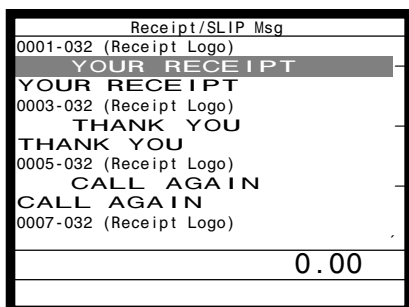 Receipt/SLIP Msg
0001-032 (Receipt Logo)
YOUR RECEIPT
YOUR RECEIPT
0003-032 (Receipt Logo)
THANK YOU
THANK YOU
0005-032 (Receipt Logo)
CALL AGAIN
CALL AGAIN
0007-032 (Receipt Logo)
0.00